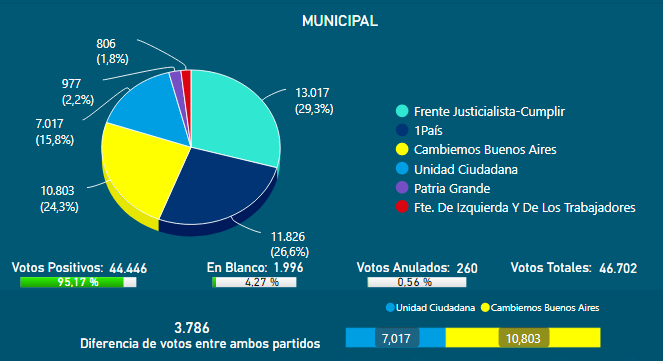 MUNICIPAL
806
(1,8%)
977
(2,2%)
7.017
(15,8%)
10.803
(24,3%)
13.017
(29,3%)
11.826
(26,6%)
Frente Justicialista-Cumplir
1País
Cambiemos Buenos Aires
Unidad Ciudadana
Patria Grande
Fte. De Izquierda Y De Los Trabajadores
Votos Positivos: 44.446
95,17 %
En Blanco: 1.996
4,27 %
Votos Anulados: 260
0,56 %
Votos Totales: 46.702
Unidad Ciudadana Cambiemos Buenos Aires
3.786
Diferencia de votos entre ambos partidos
7,017 10,803